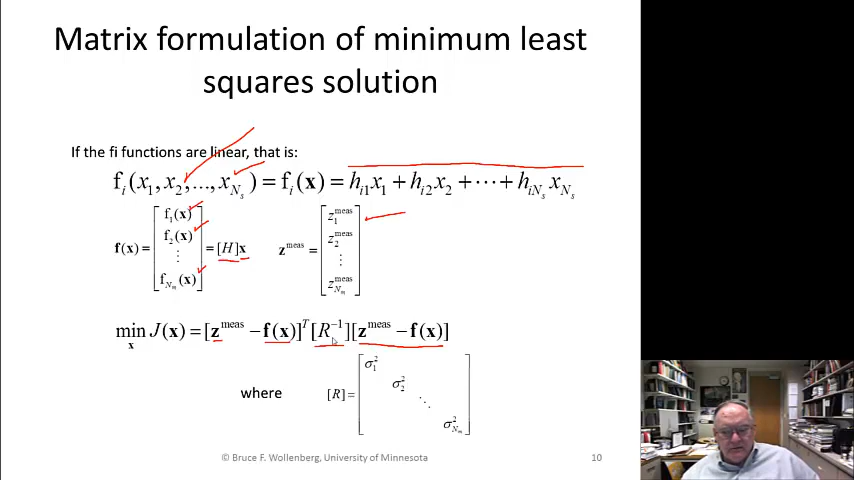 Matrix formulation of minimum least
squares solution
If the fi functions are linear, that is:
f_i(x_1, x_2, ..., x_{N_s}) = f_i(𝐱) = h_{i1}x_1 + h_{i2}x_2 + ⋯ + h_{iN_s}x_{N_s}
𝐟(𝐱) = [f_1(𝐱) f_2(𝐱) ⋮ f_{N_m}(𝐱)] = [H]𝐱 𝐳^{meas} = [z_1^{meas} z_2^{meas} ⋮ z_{N_m}^{meas}]
min_𝐱 J(𝐱) = [𝐳^{meas} − 𝐟(𝐱)]^T [R^{−1}][𝐳^{meas} − 𝐟(𝐱)]
where [R] = [σ_1^2 σ_2^2 ⋱ σ_{N_m}^2]
© Bruce F. Wollenberg, University of Minnesota 10